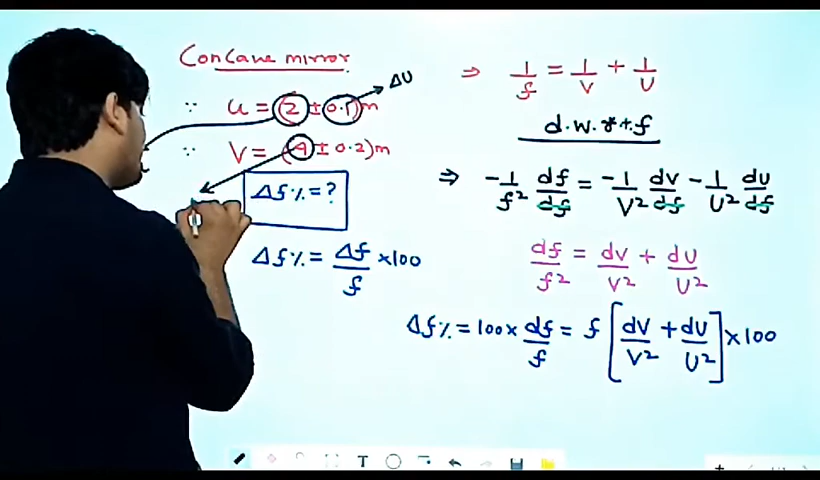 Concave mirror
∵ u = (2 ± 0.1)m
ΔU
∵ V = (4 ± 0.2)m
Δf% = ?
Δf% = Δf/f ×100
⇒ 1/f = 1/V + 1/U
d.w.r.t f
⇒ -1/f² df/df = -1/V² dV/df - 1/U² dU/df
df/f² = dV/V² + dU/U²
Δf% = 100× df/f = f [dV/V² + dU/U²] ×100
T